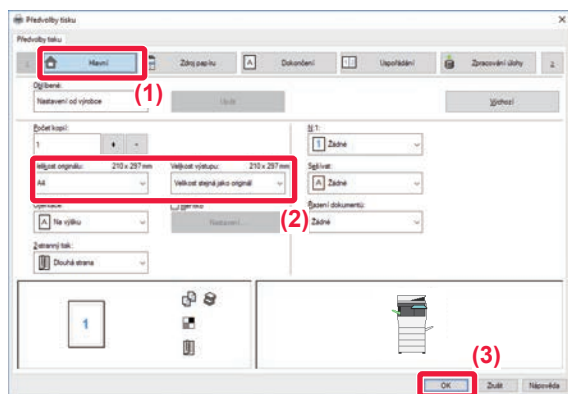 Předvolby tisku
Předvolby tisku
Hlavní Zdroj papíru Dokončení Uspořádání Zpracování úlohy
(1)
Oblíbené:
Nastavení od výrobce Uložit Výchozí
Počet kopií: N:1:
1 + - 1 Žádné
Velikost originálu: 210 x 297 mm Velikost výstupu: 210 x 297 mm Sešívat:
A4 Velikost stejná jako originál A Žádné
(2)
Orientace: Měřítko Řazení dokumentů:
A Na výšku Nastavení... Žádné
2stranný tisk:
Dlouhá strana
1
(3)
OK Zrušit Nápověda